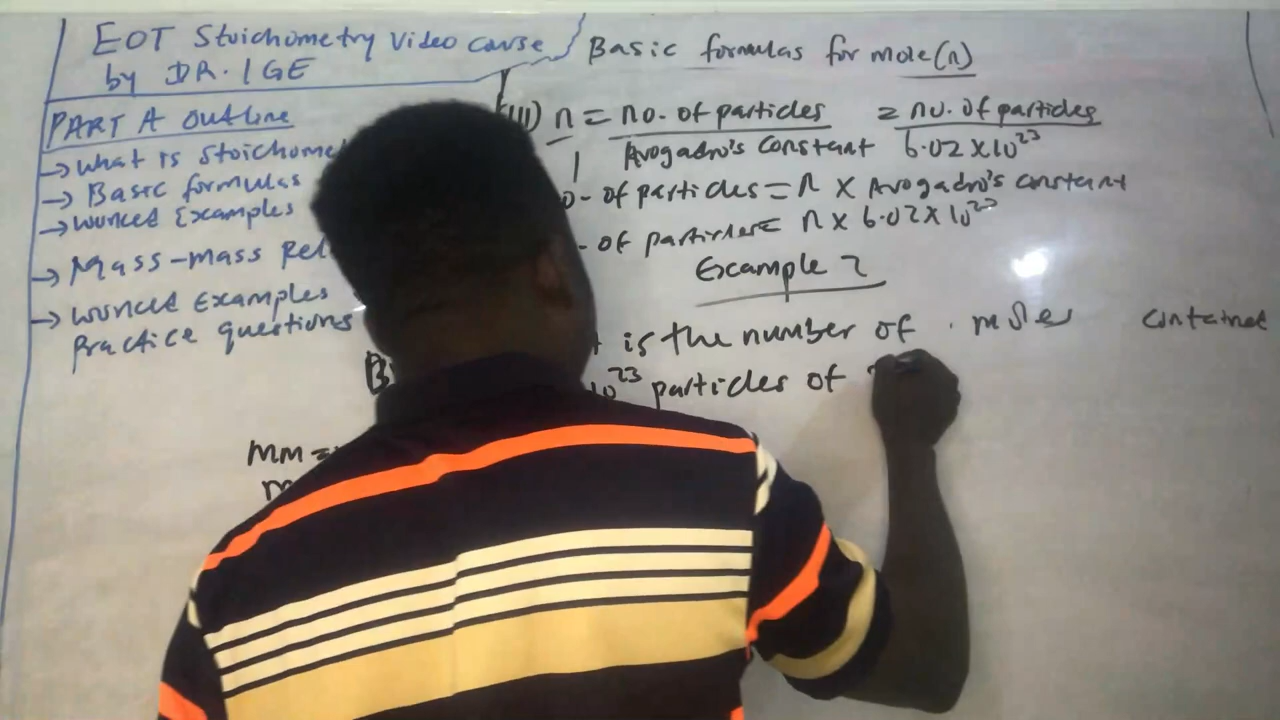 EOT Stoichometry Video Course
by DR. IGE
PART A Outline
→ What is Stoichome
→ Basic formulas
→ Worked Examples
→ Mass-mass Rel
→ Worked Examples
Practice questions
Basic formulas for mole(n)
(III) n = no. of particles = no. of particles
Avogadro's Constant 6.02 x 10^23
- of particles = n x Avogadro's constant
- of particles = n x 6.02 x 10^23
Example 2
is the number of moles contained
10^23 particles of
mm =